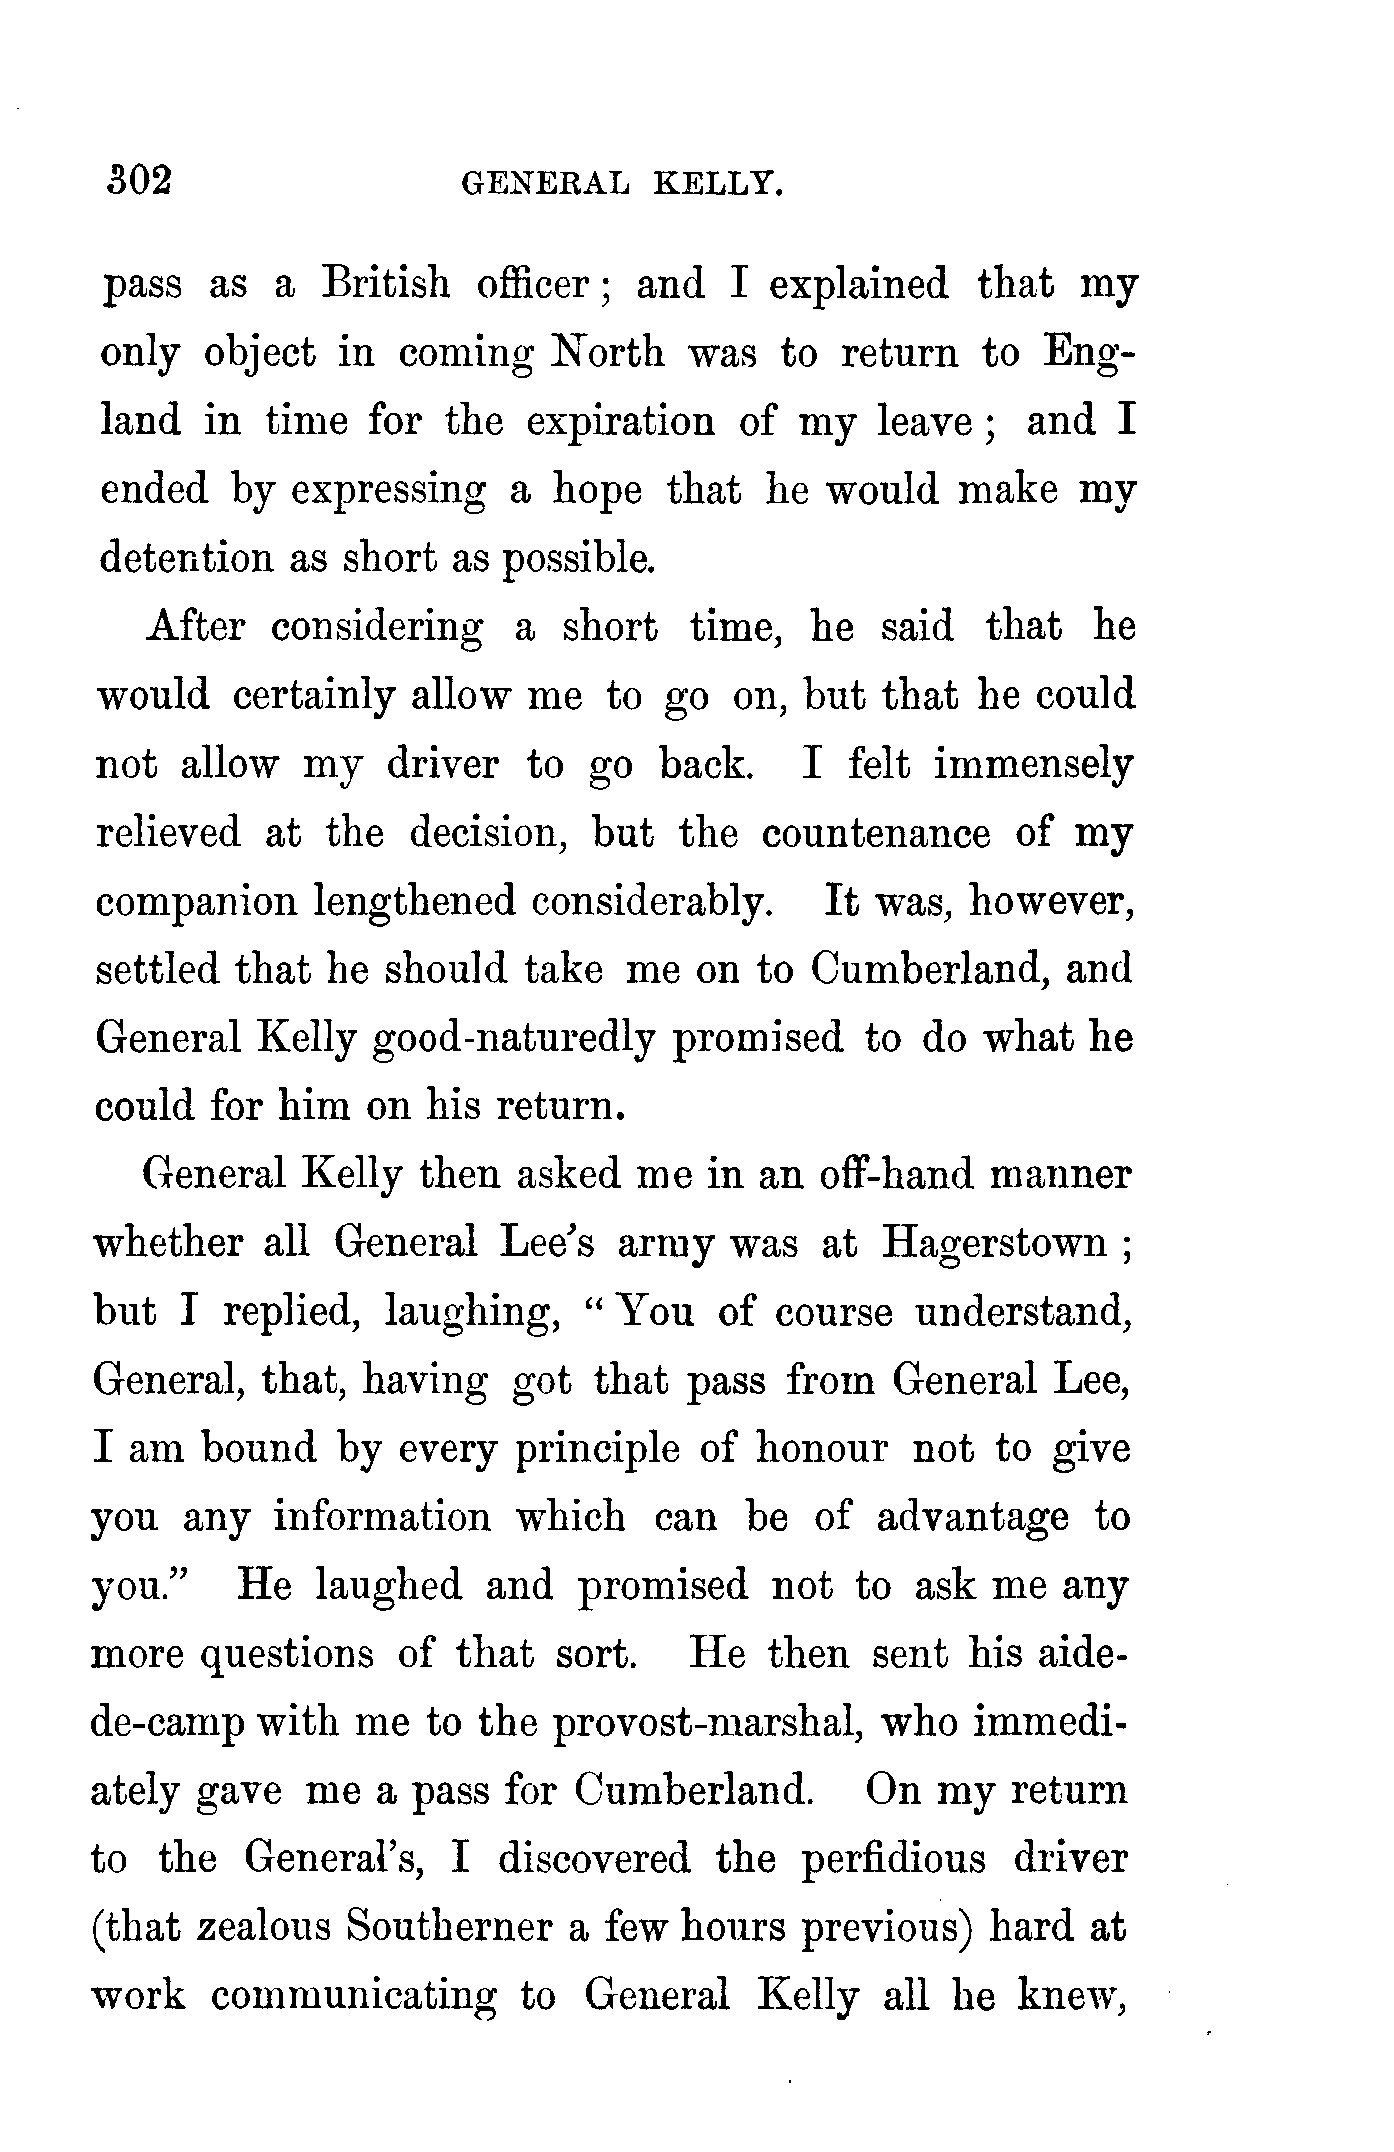 302 GENERAL KELLY.
pass as a British officer ; and I explained that my
only object in coming North was to return to Eng-
land in time for the expiration of my leave ; and I
ended by expressing a hope that he would make my
detention as short as possible.
After considering a short time, he said that he
would certainly allow me to go on, but that he could
not allow my driver to go back. I felt immensely
relieved at the decision, but the countenance of my
companion lengthened considerably. It was, however,
settled that he should take me on to Cumberland, and
General Kelly good-naturedly promised to do what he
could for him on his return.
General Kelly then asked me in an off-hand manner
whether all General Lee's army was at Hagerstown ;
but I replied, laughing, " You of course understand,
General, that, having got that pass from General Lee,
I am bound by every principle of honour not to give
you any information which can be of advantage to
you." He laughed and promised not to ask me any
more questions of that sort. He then sent his aide-
de-camp with me to the provost-marshal, who immedi-
ately gave me a pass for Cumberland. On my return
to the General's, I discovered the perfidious driver
(that zealous Southerner a few hours previous) hard at
work communicating to General Kelly all he knew,